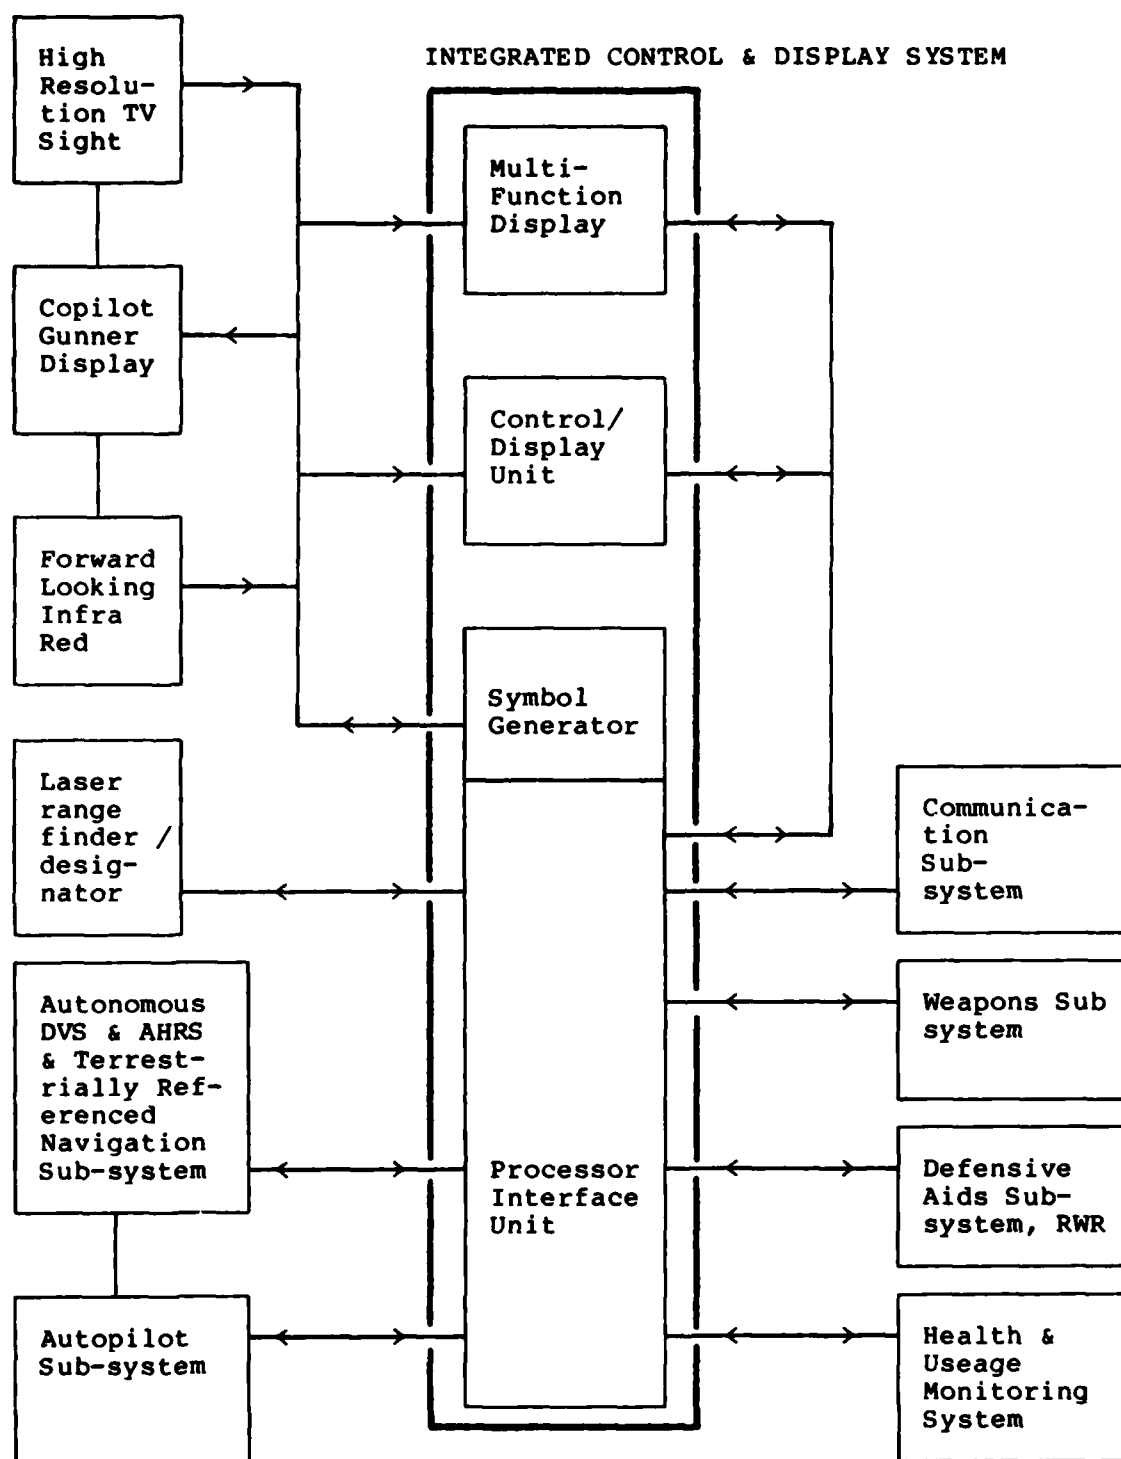 INTEGRATED CONTROL & DISPLAY SYSTEM
High
Resolu-
tion TV
Sight
Multi-
Function
Display
Copilot
Gunner
Display
Control/
Display
Unit
Forward
Looking
Infra
Red
Symbol
Generator
Laser
range
finder /
desig-
nator
Communica-
tion
Sub-
system
Autonomous
DVS & AHRS
& Terrest-
rially Ref-
erenced
Navigation
Sub-system
Weapons Sub
system
Processor
Interface
Unit
Defensive
Aids Sub-
system, RWR
Autopilot
Sub-system
Health &
Useage
Monitoring
System